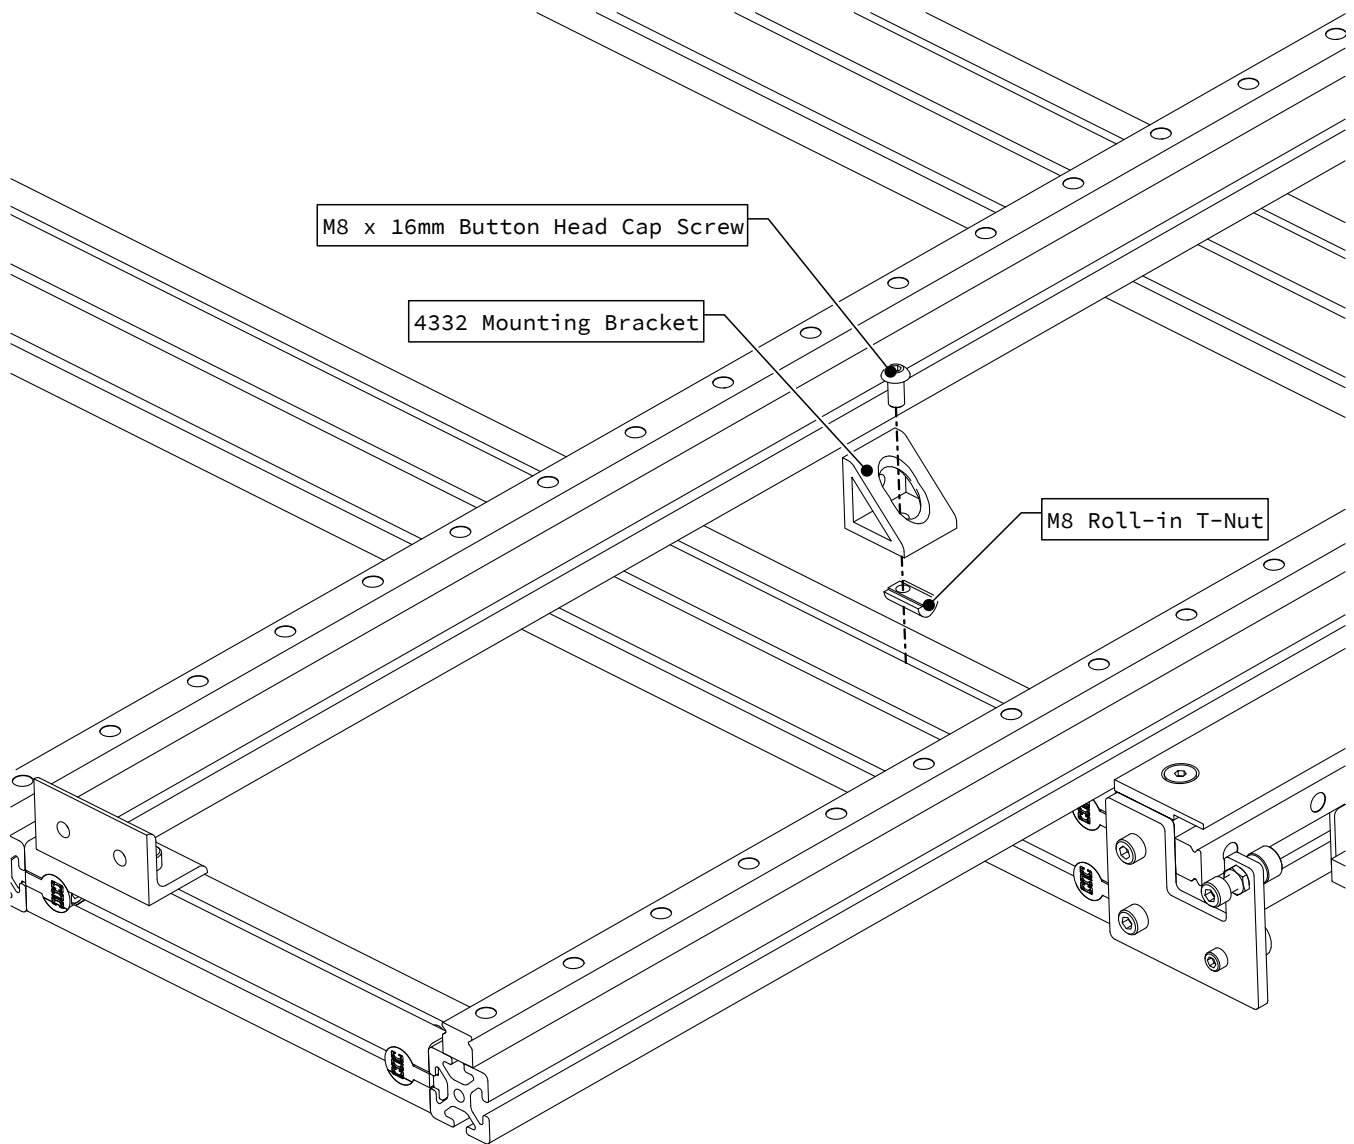 M8 x 16mm Button Head Cap Screw
4332 Mounting Bracket
M8 Roll-in T-Nut